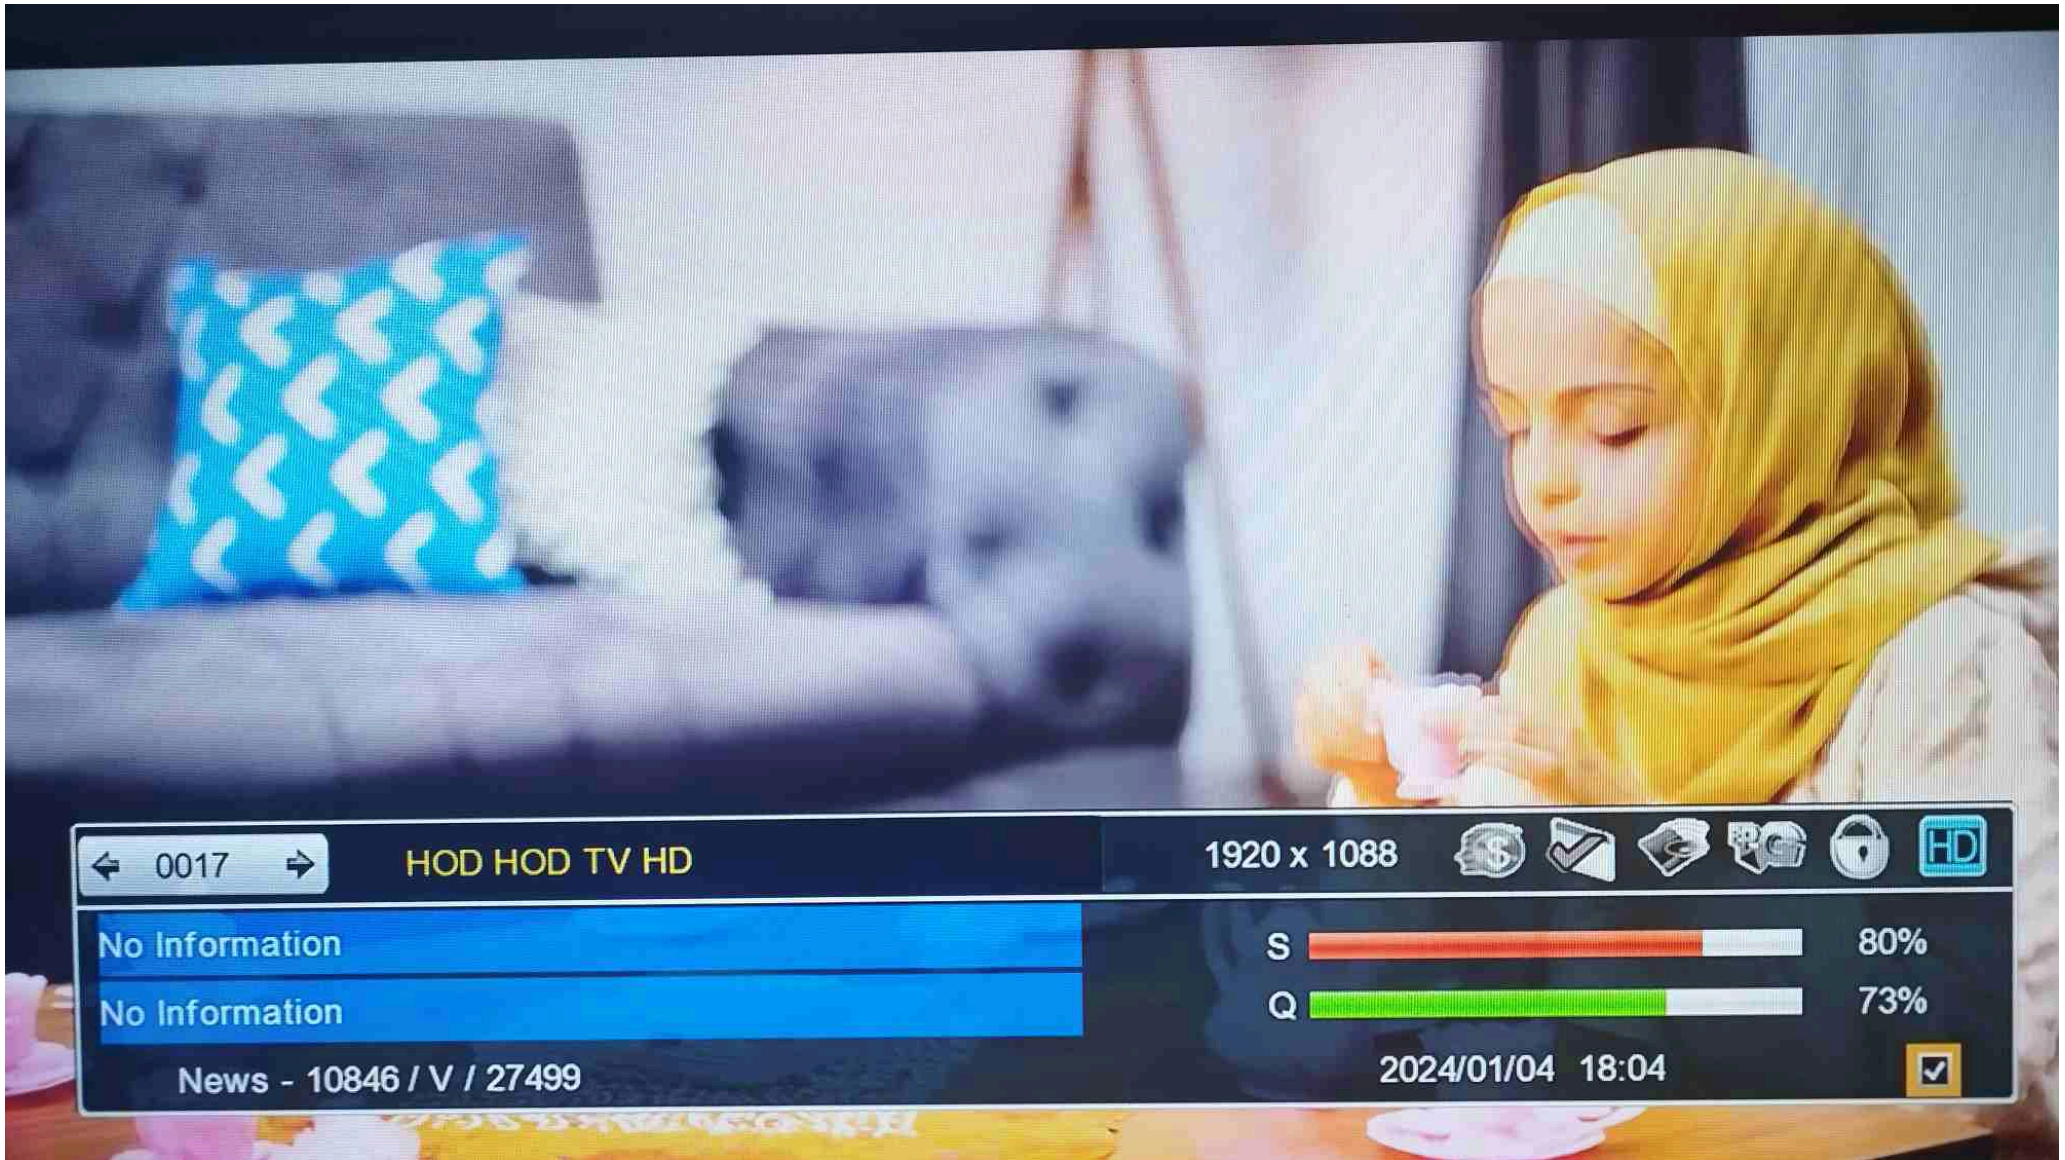 0017
HOD HOD TV HD
1920 x 1088
HD
No Information
S
80%
No Information
Q
73%
News - 10846 / V / 27499
2024/01/04 18:04